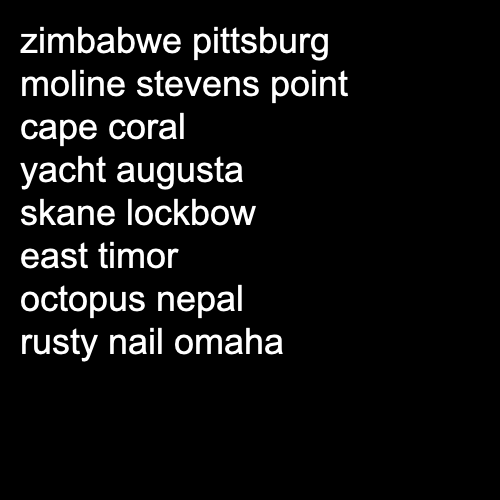 zimbabwe pittsburg
moline stevens point
cape coral
yacht augusta
skane lockbow
east timor
octopus nepal
rusty nail omaha